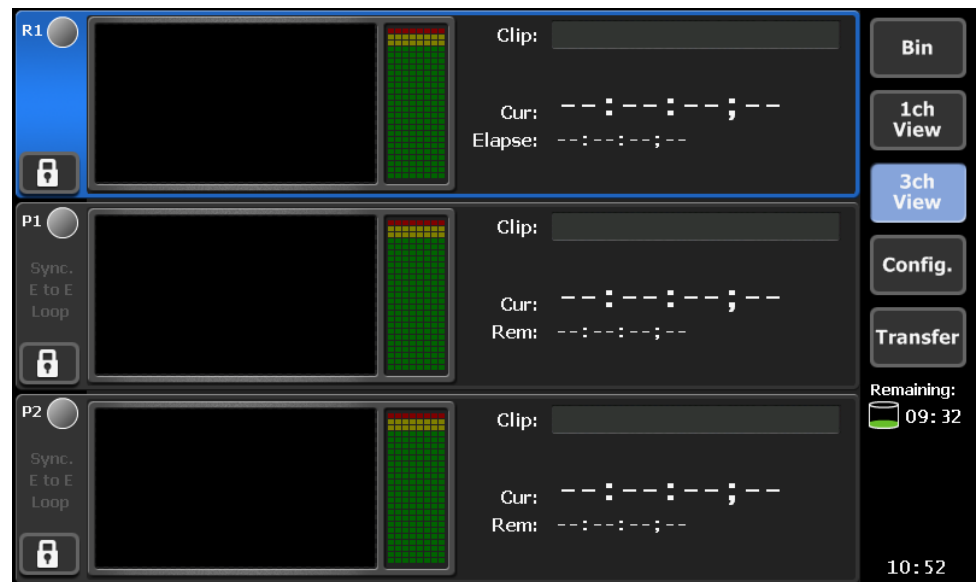 R1
Clip:
Cur: --:--:--;--
Elapse: --:--:--;--
P1
Sync.
E to E
Loop
Clip:
Cur: --:--:--;--
Rem: --:--:--;--
P2
Sync.
E to E
Loop
Clip:
Cur: --:--:--;--
Rem: --:--:--;--
Bin
1ch
View
3ch
View
Config.
Transfer
Remaining:
09:32
10:52